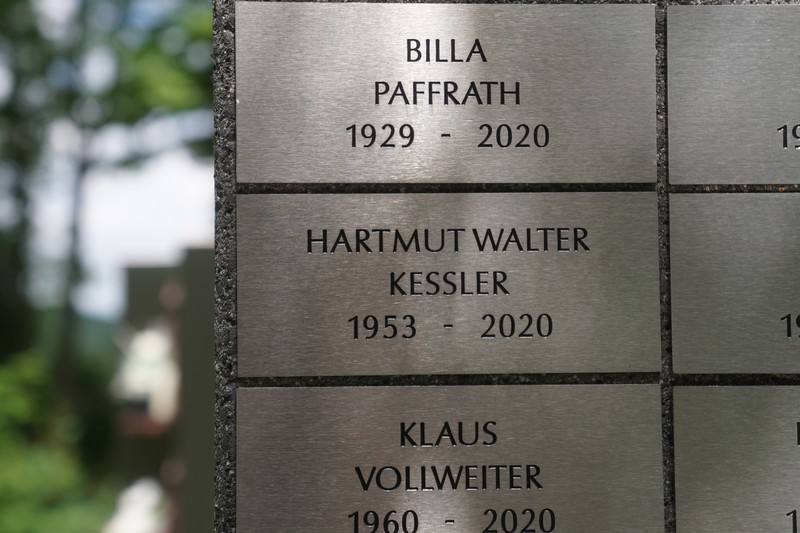 BILLA
PAFFRATH
1929 - 2020
HARTMUT WALTER
KESSLER
1953 - 2020
KLAUS
VOLLWEITER
1960 - 2020